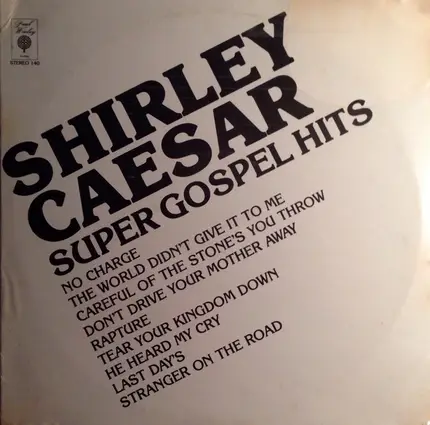 STEREO 140
SHIRLEY
CAESAR
SUPER GOSPEL HITS
NO CHARGE
THE WORLD DIDN'T GIVE IT TO ME
CAREFUL OF THE STONE'S YOU THROW
DON'T DRIVE YOUR MOTHER AWAY
RAPTURE
TEAR YOUR KINGDOM DOWN
HE HEARD MY CRY
LAST DAY'S
STRANGER ON THE ROAD